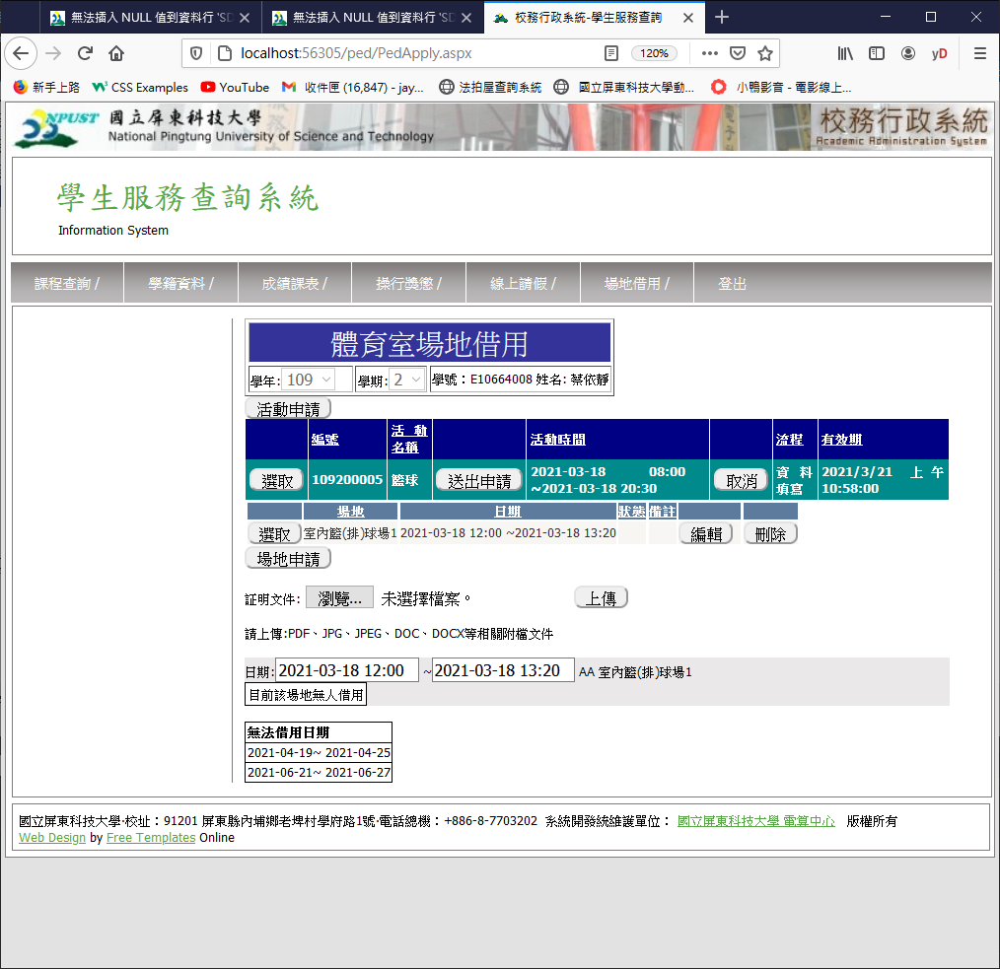 無法插入 NULL 值到資料行 'SD
無法插入 NULL 值到資料行 'SD
校務行政系統-學生服務查詢
localhost:56305/ped/PedApply.aspx
120%
yD
新手上路
CSS Examples
YouTube
收件匣 (16,847) - jay...
法拍屋查詢系統
國立屏東科技大學動...
小鴨影音 - 電影線上...
NPUST
國立屏東科技大學
National Pingtung University of Science and Technology
校務行政系統
Academic Administration System
學生服務查詢系統
Information System
課程查詢 / 學籍資料 / 成績課表 / 操行獎懲 / 線上請假 / 場地借用 / 登出
體育室場地借用
學年: 109 學期: 2 學號：E10664008 姓名: 蔡依靜
活動申請
編號 活動名稱 活動時間 流程 有效期
選取 109200005 籃球 送出申請 2021-03-18 08:00 ~2021-03-18 20:30 取消 資料填寫 2021/3/21 上午 10:58:00
場地 日期 狀態 備註
選取 室內籃(排)球場1 2021-03-18 12:00 ~2021-03-18 13:20 編輯 刪除
場地申請
証明文件: 瀏覽... 未選擇檔案。 上傳
請上傳:PDF、JPG、JPEG、DOC、DOCX等相關附檔文件
日期: 2021-03-18 12:00 ~ 2021-03-18 13:20 AA 室內籃(排)球場1
目前該場地無人借用
無法借用日期
2021-04-19~ 2021-04-25
2021-06-21~ 2021-06-27
國立屏東科技大學‧校址：91201 屏東縣內埔鄉老埤村學府路1號‧電話總機：+886-8-7703202 系統開發統維護單位： 國立屏東科技大學 電算中心 版權所有
Web Design by Free Templates Online